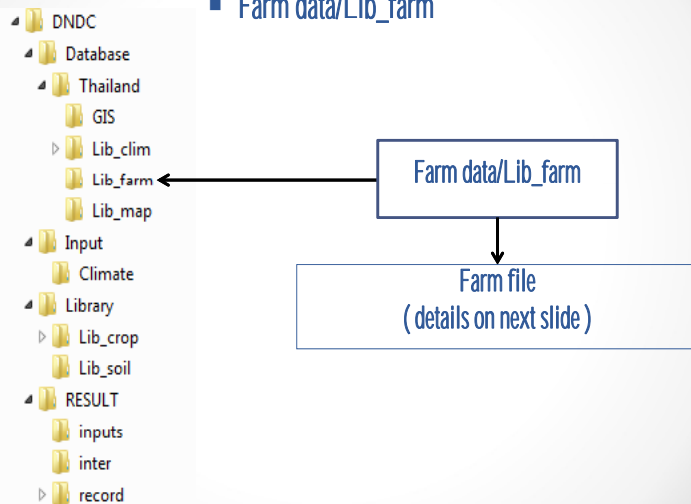 Farm data/Lib_farm
DNDC
Database
Thailand
GIS
Lib_clim
Lib_farm
Lib_map
Input
Climate
Library
Lib_crop
Lib_soil
RESULT
inputs
inter
record
Farm data/Lib_farm
Farm file
( details on next slide )